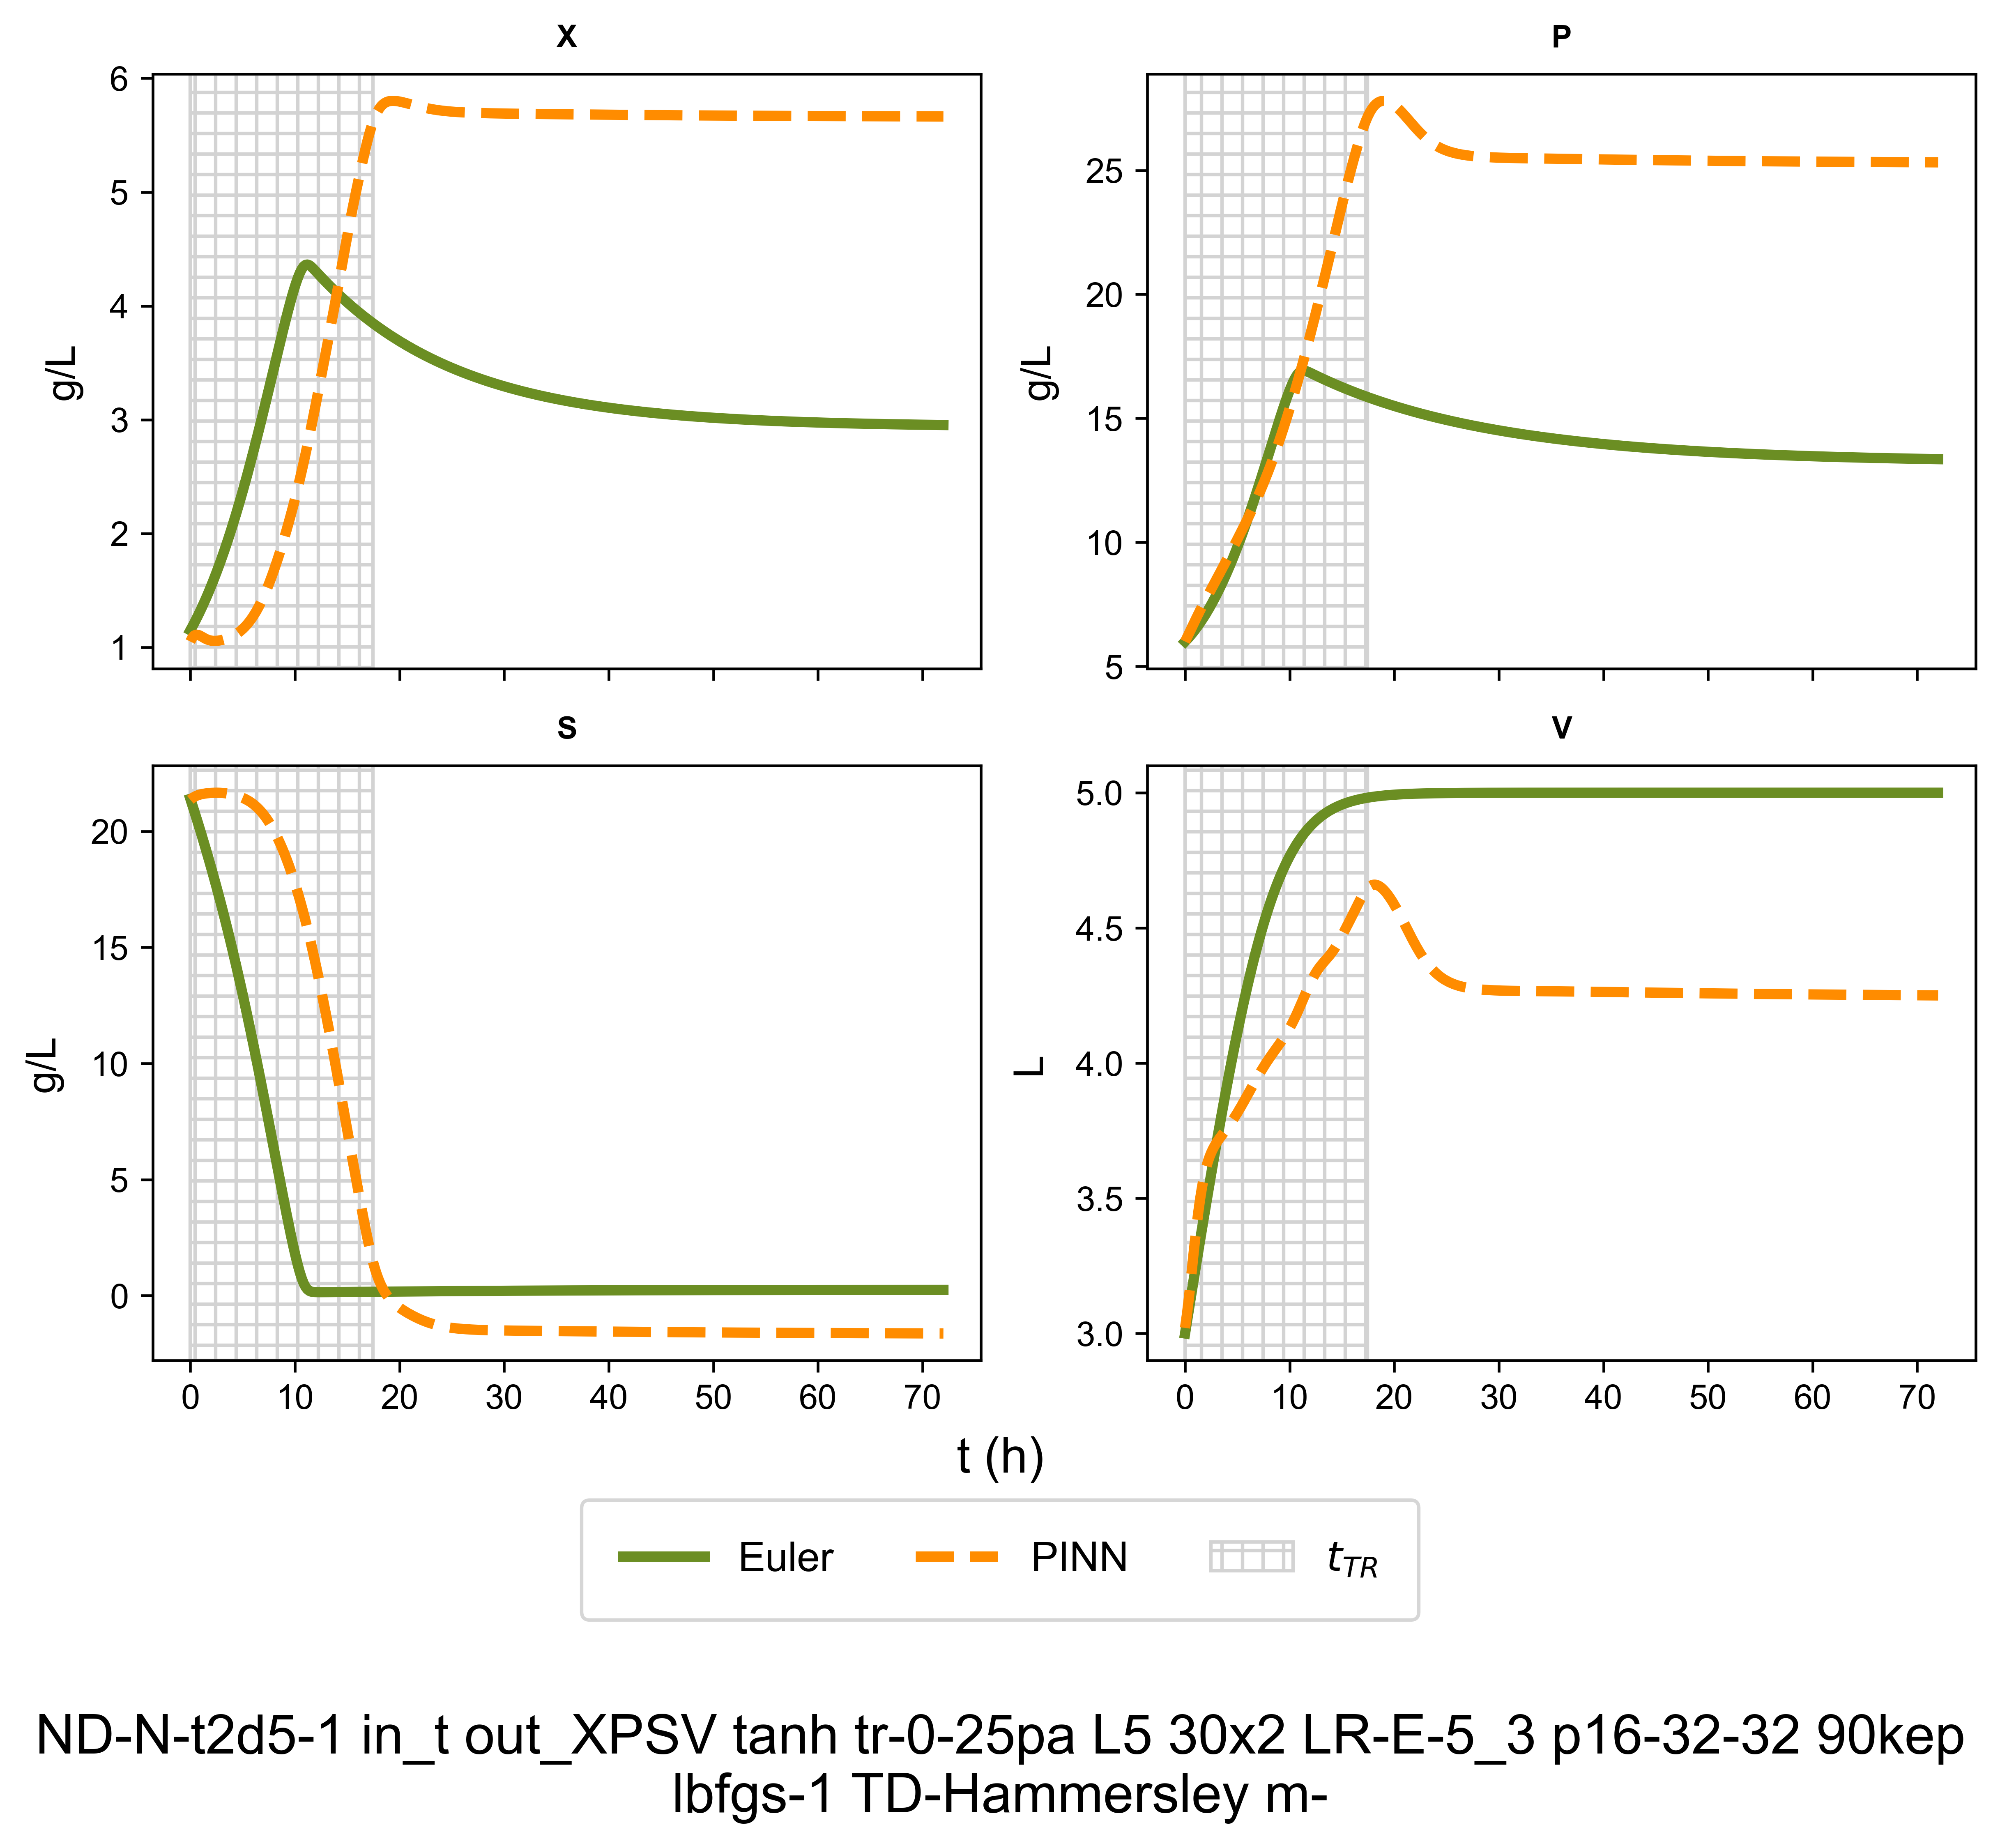 X
P
6
5
4
3
2
1
g/L
25
20
15
10
5
g/L
S
V
20
15
10
5
0
g/L
5.0
4.5
4.0
3.5
3.0
L
0 10 20 30 40 50 60 70
0 10 20 30 40 50 60 70
t (h)
Euler PINN tTR
ND-N-t2d5-1 in_t out_XPSV tanh tr-0-25pa L5 30x2 LR-E-5_3 p16-32-32 90kep
lbfgs-1 TD-Hammersley m-